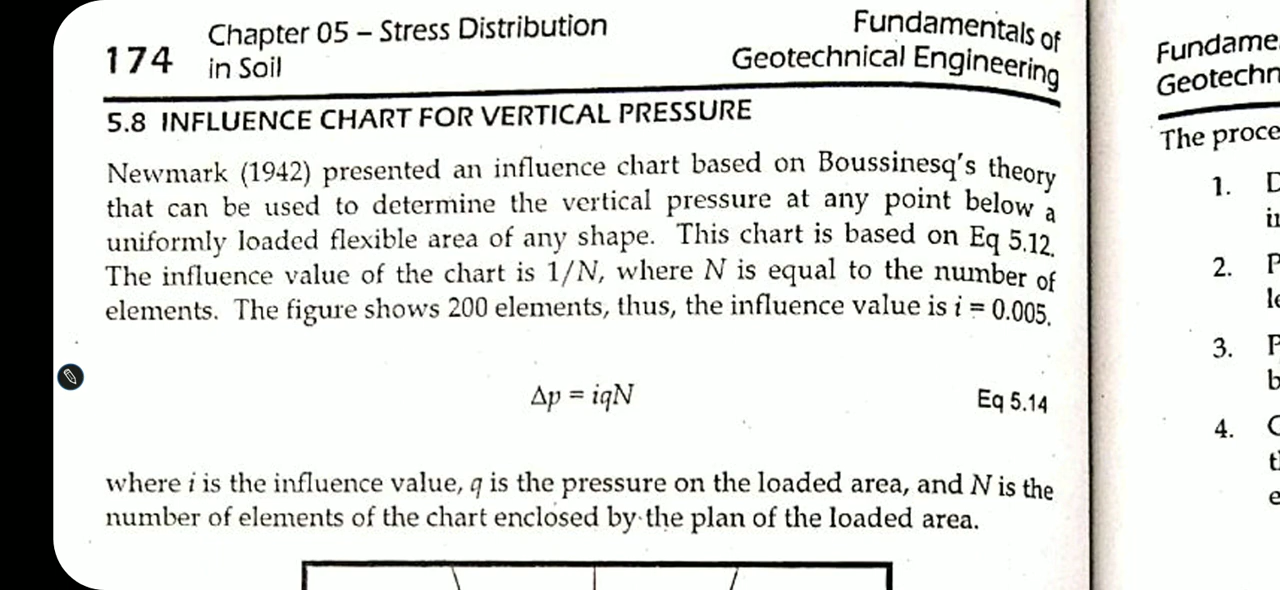 174
Chapter 05 – Stress Distribution
in Soil
Fundamentals of
Geotechnical Engineering
5.8 INFLUENCE CHART FOR VERTICAL PRESSURE
Newmark (1942) presented an influence chart based on Boussinesq's theory
that can be used to determine the vertical pressure at any point below a
uniformly loaded flexible area of any shape. This chart is based on Eq 5.12.
The influence value of the chart is 1/N, where N is equal to the number of
elements. The figure shows 200 elements, thus, the influence value is i = 0.005.
Δp = iqN
Eq 5.14
where i is the influence value, q is the pressure on the loaded area, and N is the
number of elements of the chart enclosed by the plan of the loaded area.
The
1.
2.
3.
4.